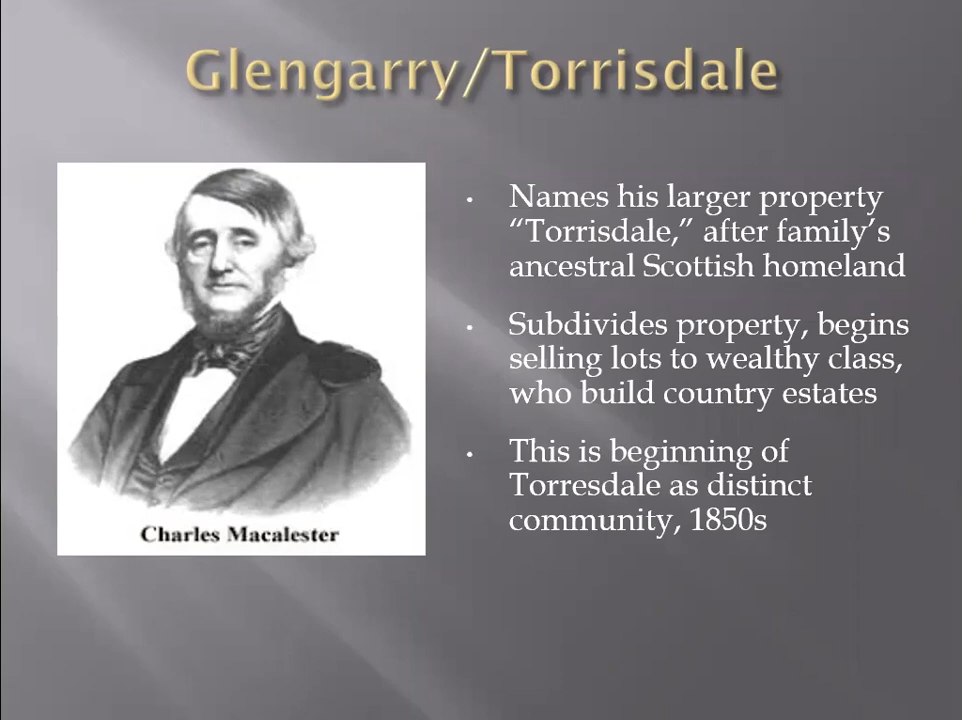 Glengarry/Torrisdale
• Names his larger property
“Torrisdale,” after family’s
ancestral Scottish homeland
• Subdivides property, begins
selling lots to wealthy class,
who build country estates
• This is beginning of
Torresdale as distinct
community, 1850s
Charles Macalester